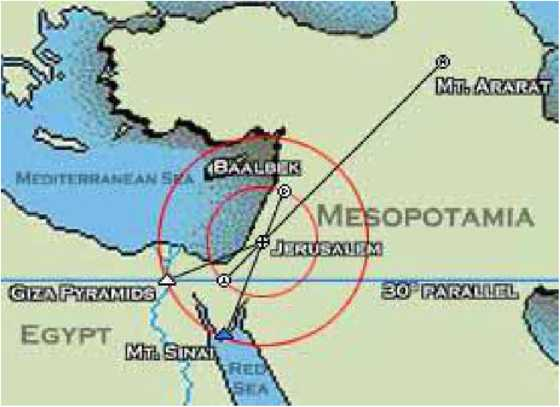 MT. ARARAT
BAALBEK
MEDITERRANEAN SEA
MESOPOTAMIA
JERUSALEM
GIZA PYRAMIDS
30° PARALLEL
EGYPT
MT. SINAI
RED
SEA